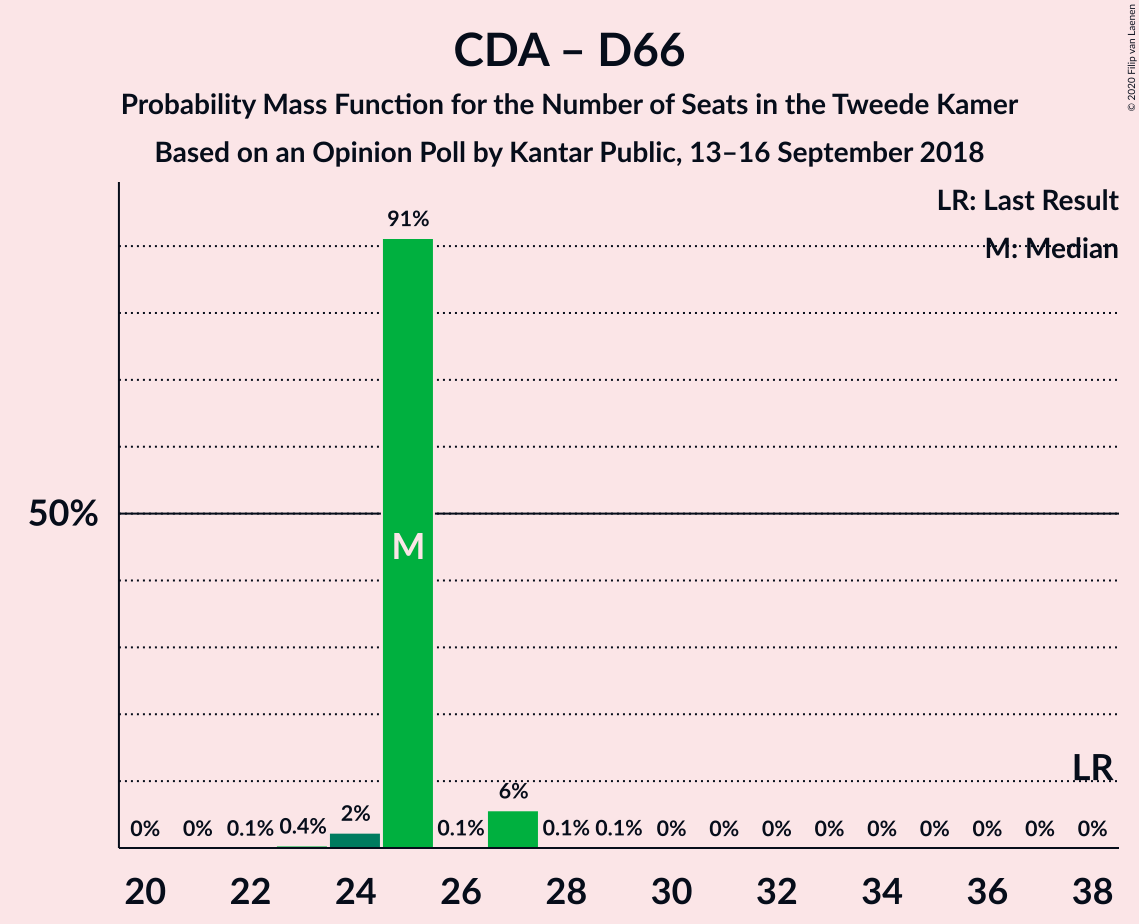 CDA – D66
Probability Mass Function for the Number of Seats in the Tweede Kamer
Based on an Opinion Poll by Kantar Public, 13–16 September 2018
© 2020 Filip van Laenen
LR: Last Result
M: Median
91%
50%
M
LR
0% 0% 0.1% 0.4% 2% 0.1% 6% 0.1% 0.1% 0% 0% 0% 0% 0% 0% 0% 0% 0%
20 22 24 26 28 30 32 34 36 38